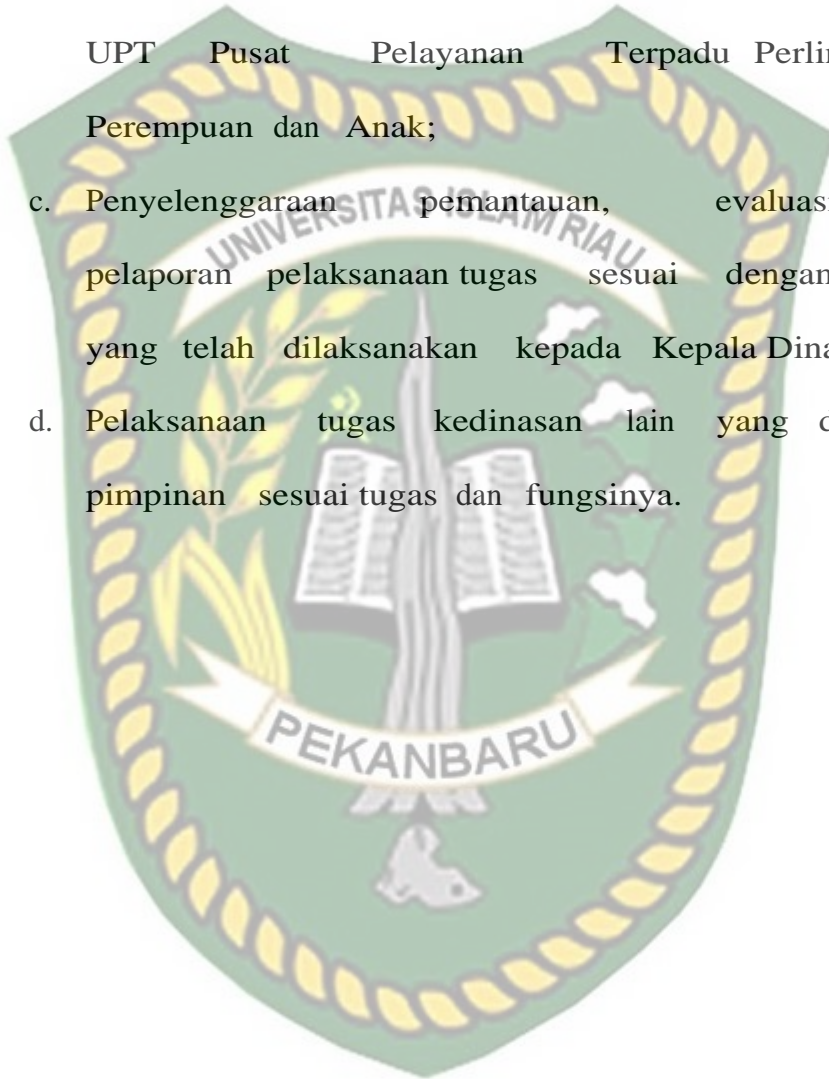 UPT Pusat Pelayanan Terpadu
Perempuan dan Anak;
c. Penyelenggaraan pemantauan,
pelaporan pelaksanaan tugas sesuai dengan
yang telah dilaksanakan kepada Kepala
d. Pelaksanaan tugas kedinasan lain yang
pimpinan sesuai tugas dan fungsinya.
UNIVERSITAS ISLAM RIAU
PEKANBARU